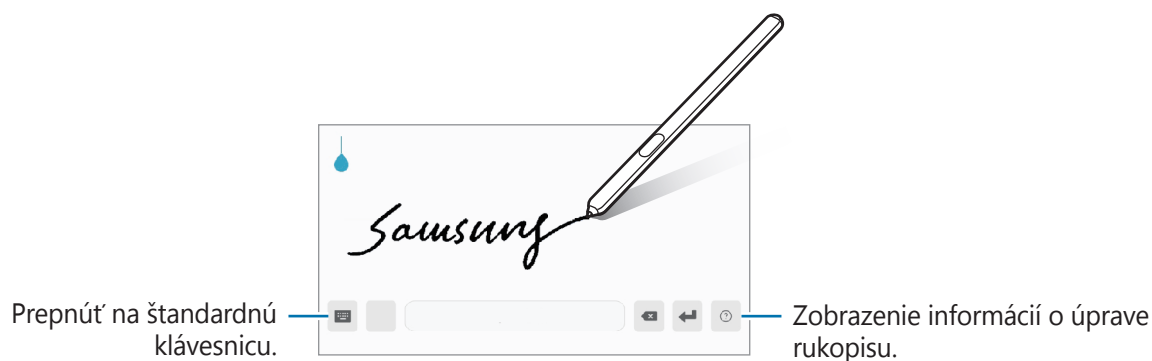 Samsung
Prepnúť na štandardnú
klávesnicu.
Zobrazenie informácií o úprave
rukopisu.